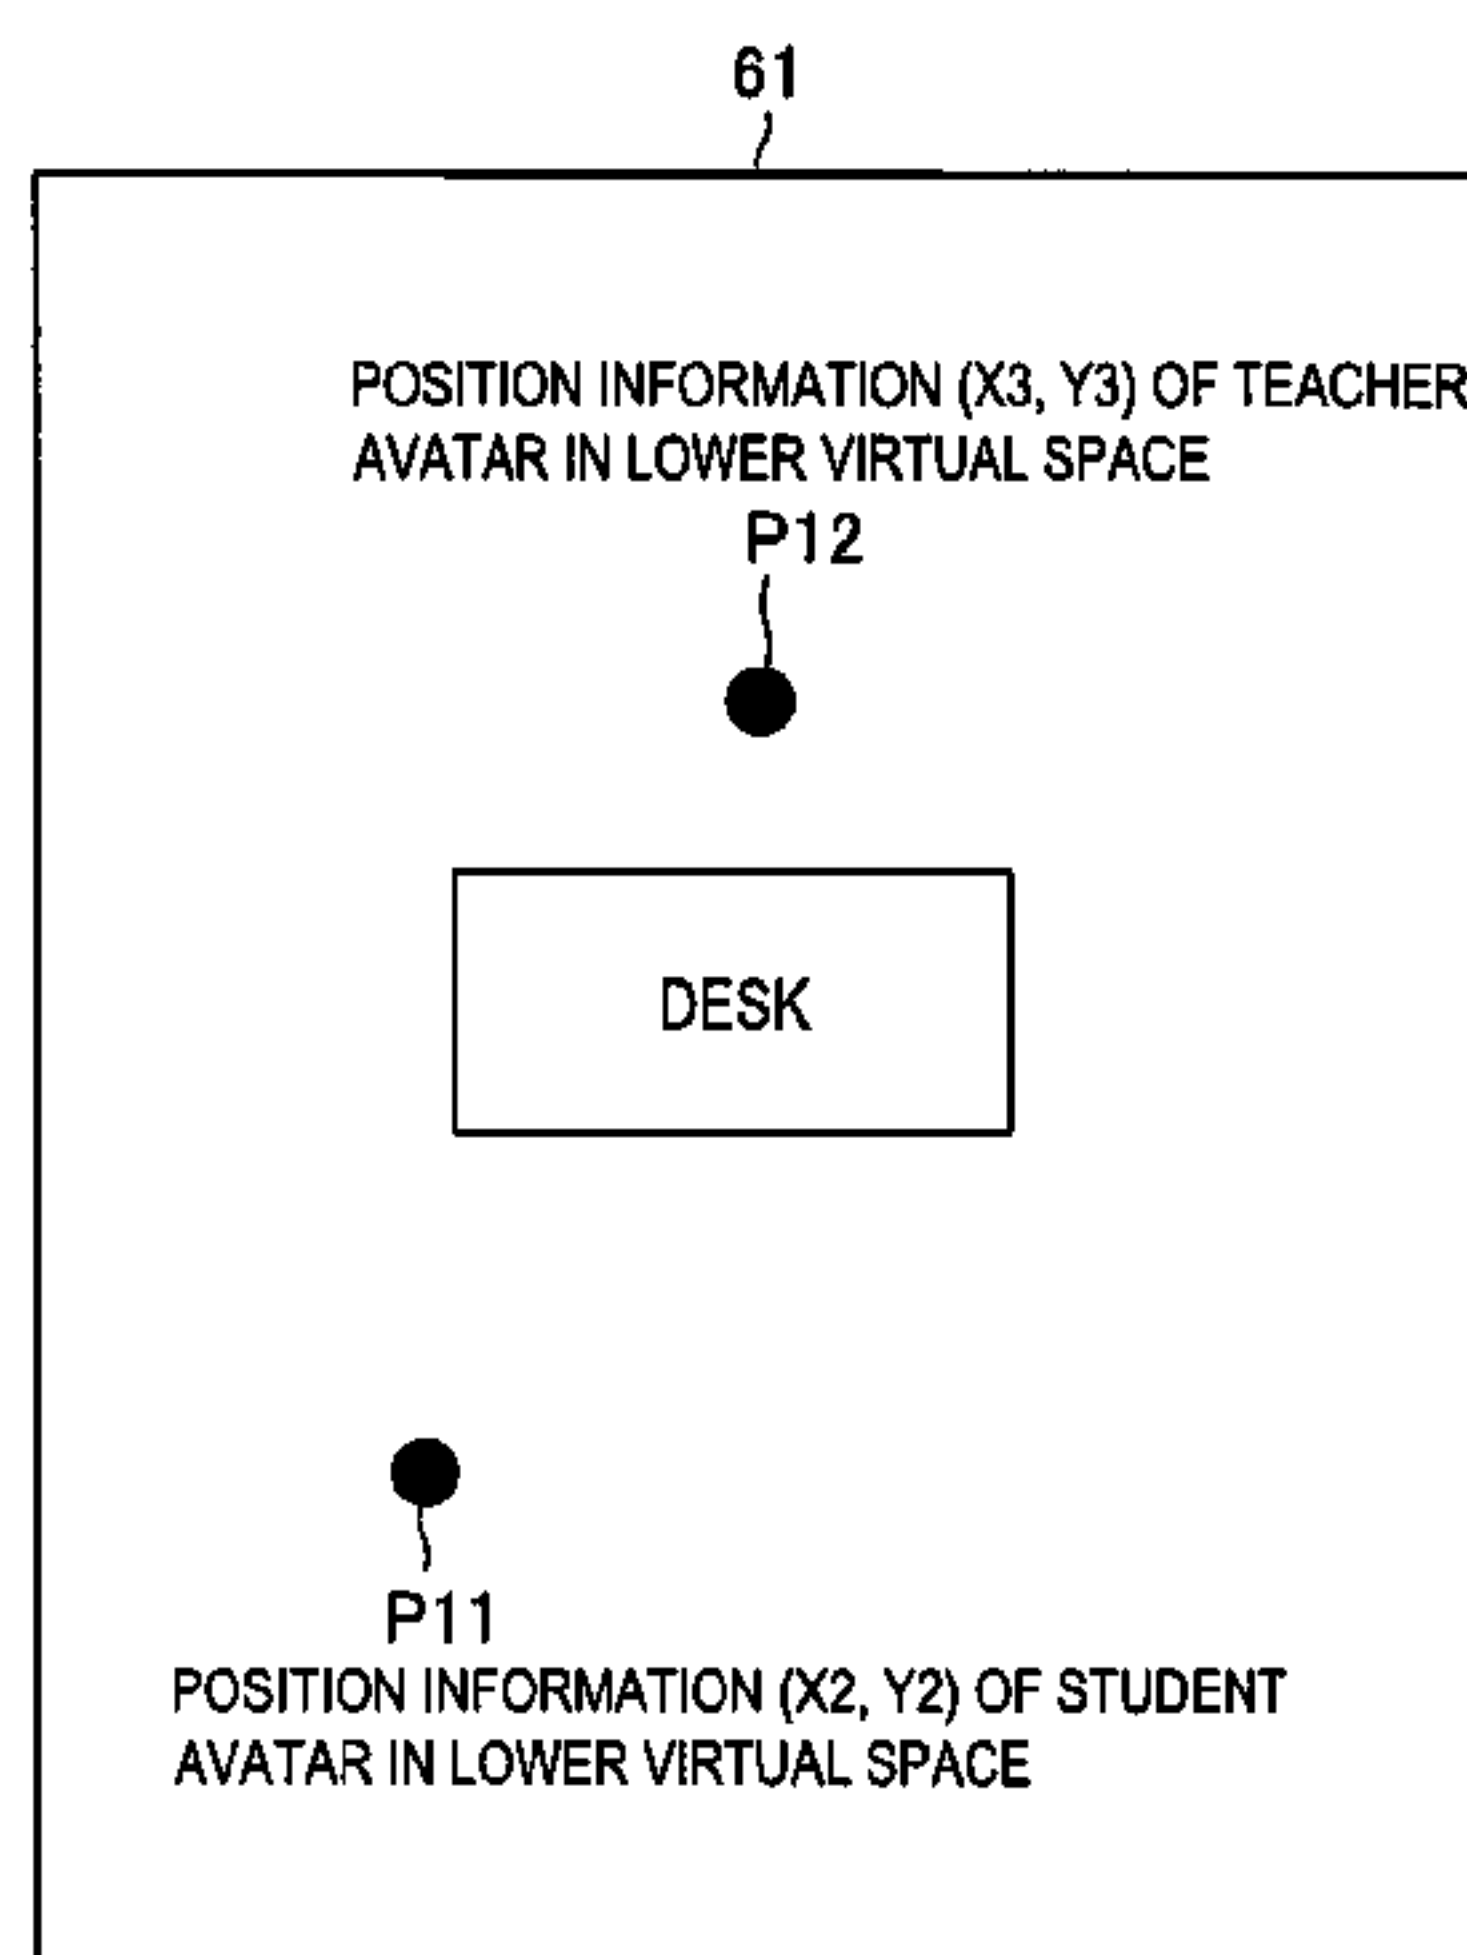 61
POSITION INFORMATION (X3, Y3) OF TEACHER
AVATAR IN LOWER VIRTUAL SPACE
P12
DESK
P11
POSITION INFORMATION (X2, Y2) OF STUDENT
AVATAR IN LOWER VIRTUAL SPACE